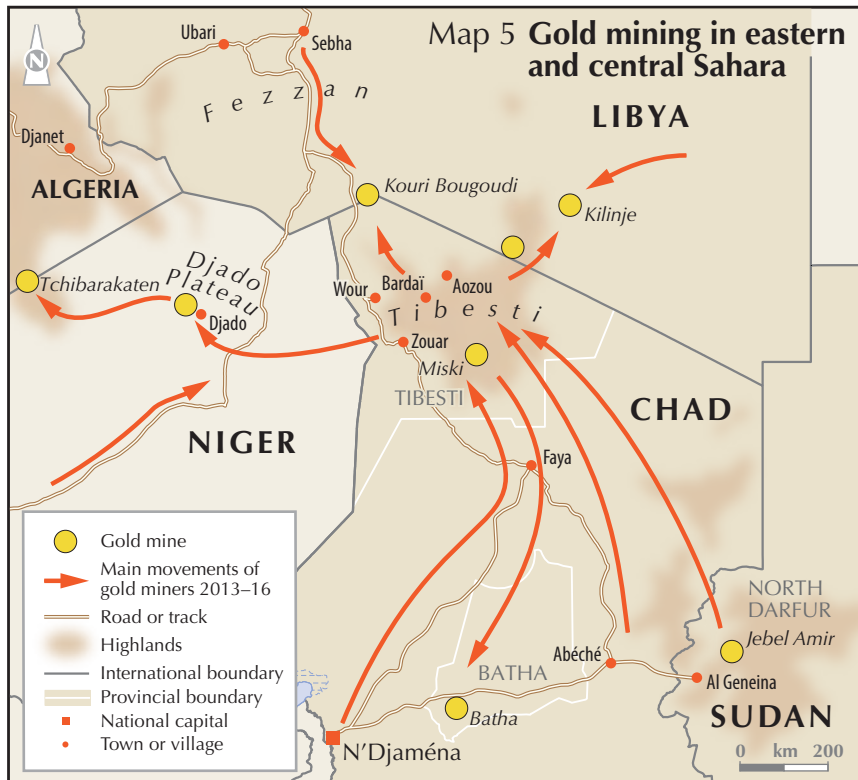 Map 5 Gold mining in eastern
and central Sahara
N
Ubari
Sebha
Fezzan
LIBYA
Djanet
ALGERIA
Kouri Bougoudi
Kilinje
Tchibarakaten
Djado
Plateau
Djado
Wour
Bardaï
Aozou
Tibesti
Zouar
Miski
TIBESTI
CHAD
NIGER
Faya
NORTH
DARFUR
Jebel Amir
Abéché
BATHA
Al Geneina
Batha
SUDAN
N'Djaména
0 km 200
Gold mine
Main movements of
gold miners 2013–16
Road or track
Highlands
International boundary
Provincial boundary
National capital
Town or village